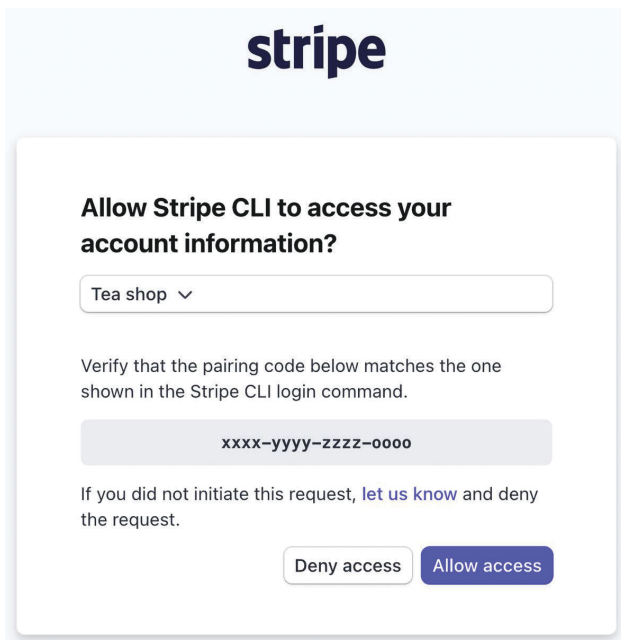 stripe
Allow Stripe CLI to access your
account information?
Tea shop
Verify that the pairing code below matches the one
shown in the Stripe CLI login command.
xxxx–yyyy–zzzz–oooo
If you did not initiate this request, let us know and deny
the request.
Deny access Allow access